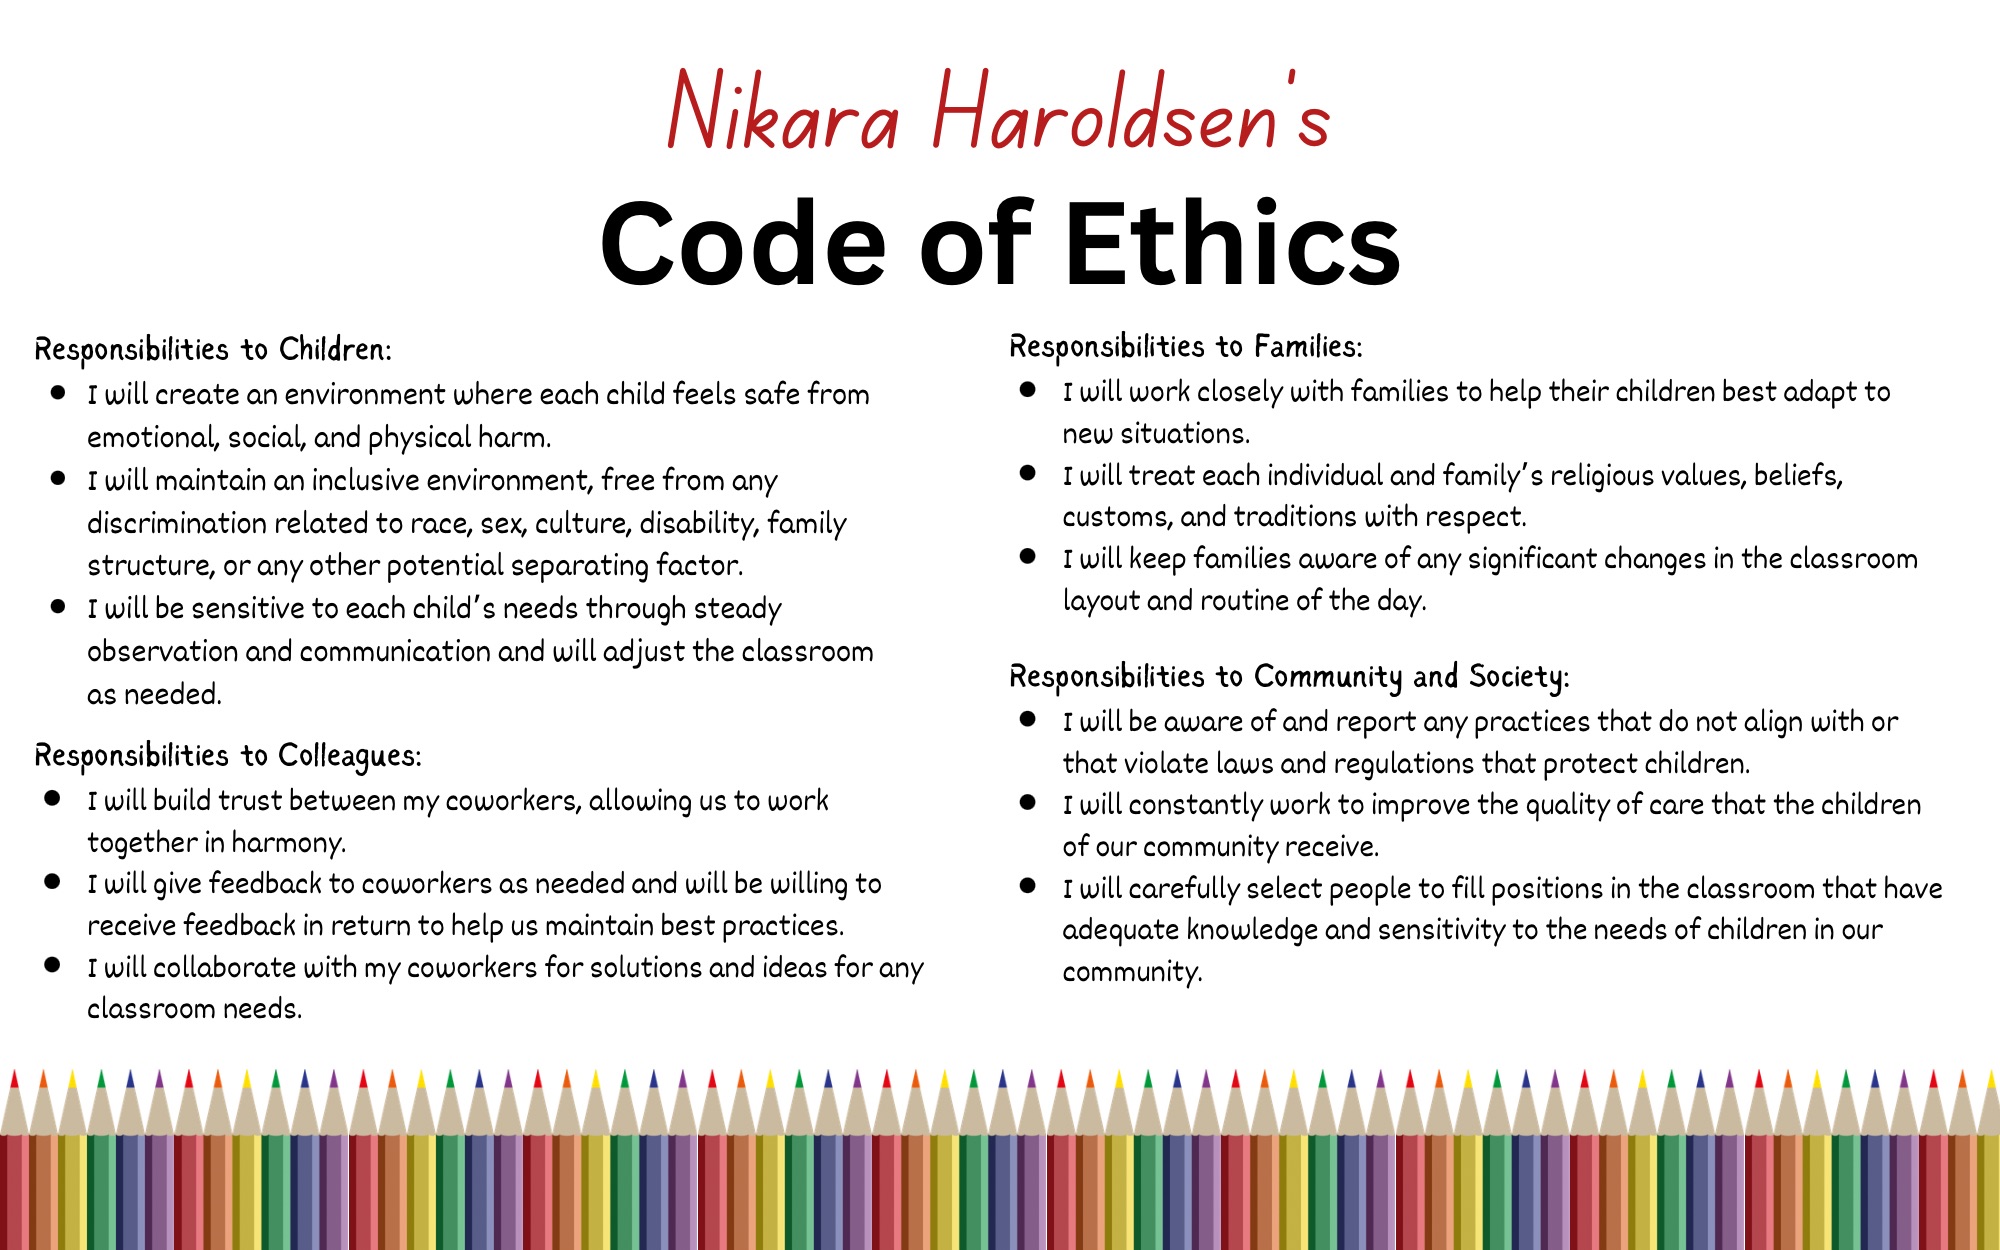 Nikara Haroldsen's
Code of Ethics
Responsibilities to Children:
● I will create an environment where each child feels safe from
emotional, social, and physical harm.
● I will maintain an inclusive environment, free from any
discrimination related to race, sex, culture, disability, family
structure, or any other potential separating factor.
● I will be sensitive to each child’s needs through steady
observation and communication and will adjust the classroom
as needed.
Responsibilities to Colleagues:
● I will build trust between my coworkers, allowing us to work
together in harmony.
● I will give feedback to coworkers as needed and will be willing to
receive feedback in return to help us maintain best practices.
● I will collaborate with my coworkers for solutions and ideas for any
classroom needs.
Responsibilities to Families:
● I will work closely with families to help their children best adapt to
new situations.
● I will treat each individual and family’s religious values, beliefs,
customs, and traditions with respect.
● I will keep families aware of any significant changes in the classroom
layout and routine of the day.
Responsibilities to Community and Society:
● I will be aware of and report any practices that do not align with or
that violate laws and regulations that protect children.
● I will constantly work to improve the quality of care that the children
of our community receive.
● I will carefully select people to fill positions in the classroom that have
adequate knowledge and sensitivity to the needs of children in our
community.